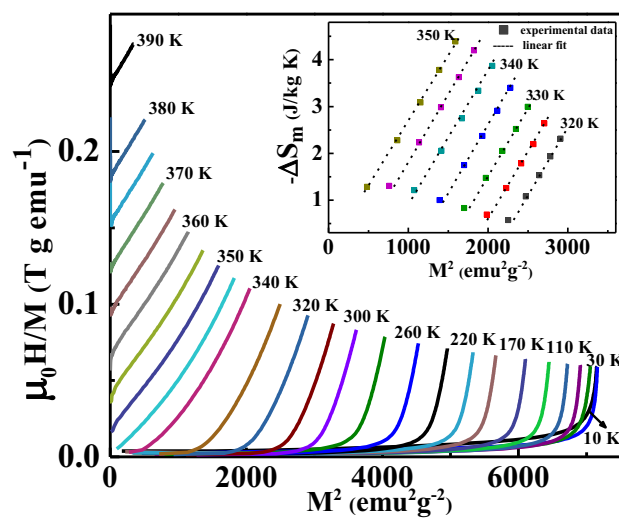 390 K
380 K
370 K
360 K
350 K
340 K
320 K
300 K
260 K
220 K
170 K
110 K
30 K
10 K
0.2
0.1
0.0
μ₀H/M (T g emu⁻¹)
0 2000 4000 6000
M² (emu²g⁻²)
350 K
340 K
330 K
320 K
experimental data
linear fit
4
3
2
1
-ΔSₘ (J/kg K)
0 1000 2000 3000
M² (emu²g⁻²)